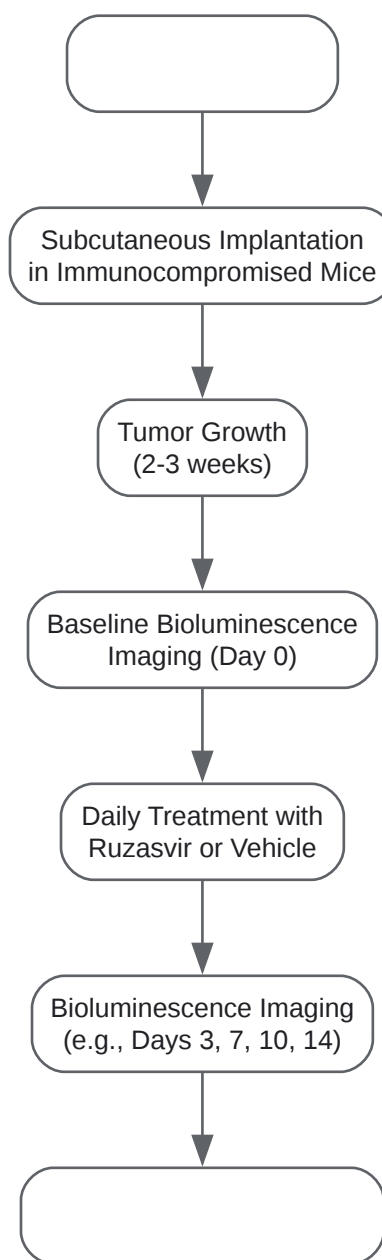 Subcutaneous Implantation
in Immunocompromised Mice
Tumor Growth
(2-3 weeks)
Baseline Bioluminescence
Imaging (Day 0)
Daily Treatment with
Ruzasvir or Vehicle
Bioluminescence Imaging
(e.g., Days 3, 7, 10, 14)